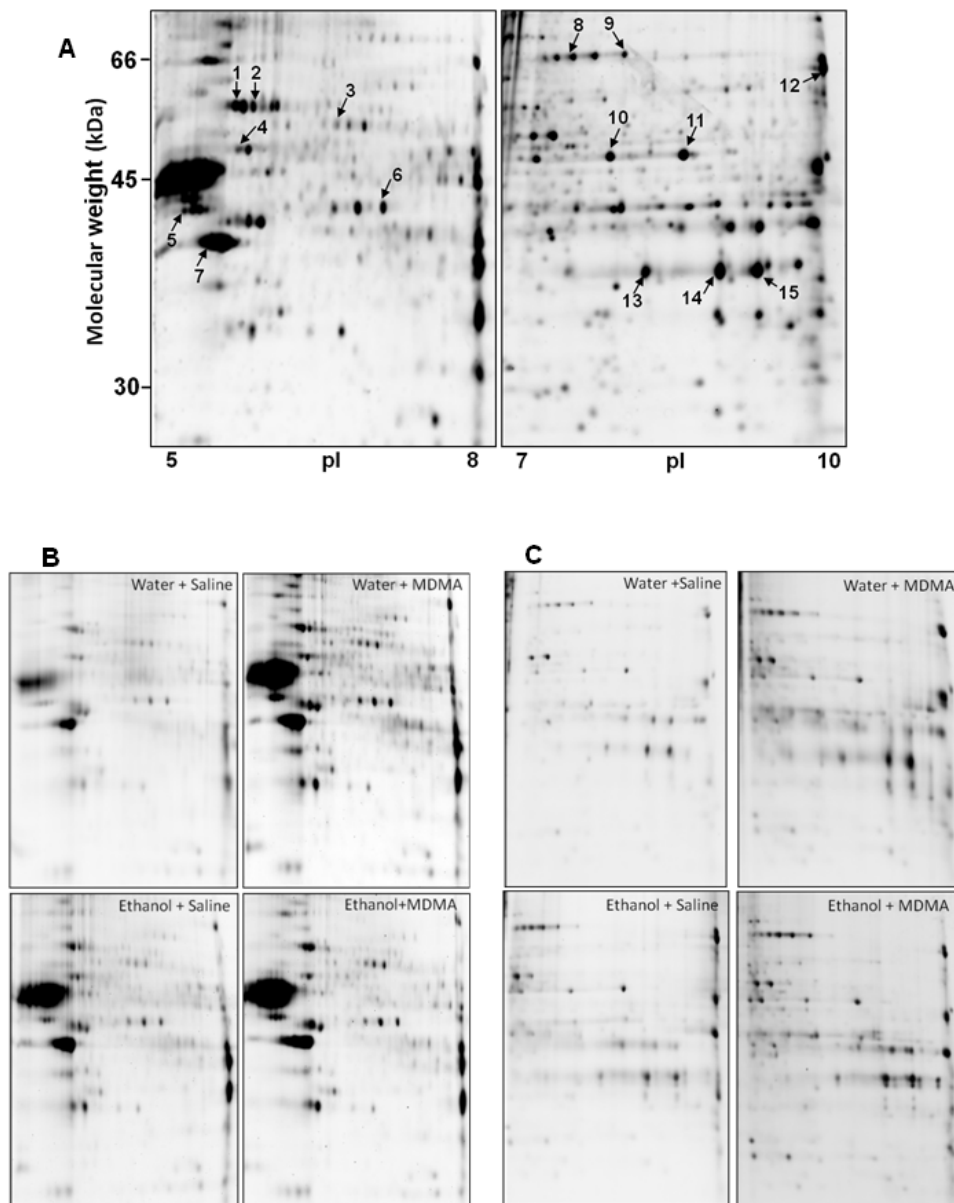 A
Molecular weight (kDa)
66
45
30
1 2
3
4
5
6
7
8 9
10
11
12
13
14
15
5 pI 8
7 pI 10
B
C
Water + Saline
Water + MDMA
Water +Saline
Water + MDMA
Ethanol + Saline
Ethanol+MDMA
Ethanol + Saline
Ethanol + MDMA